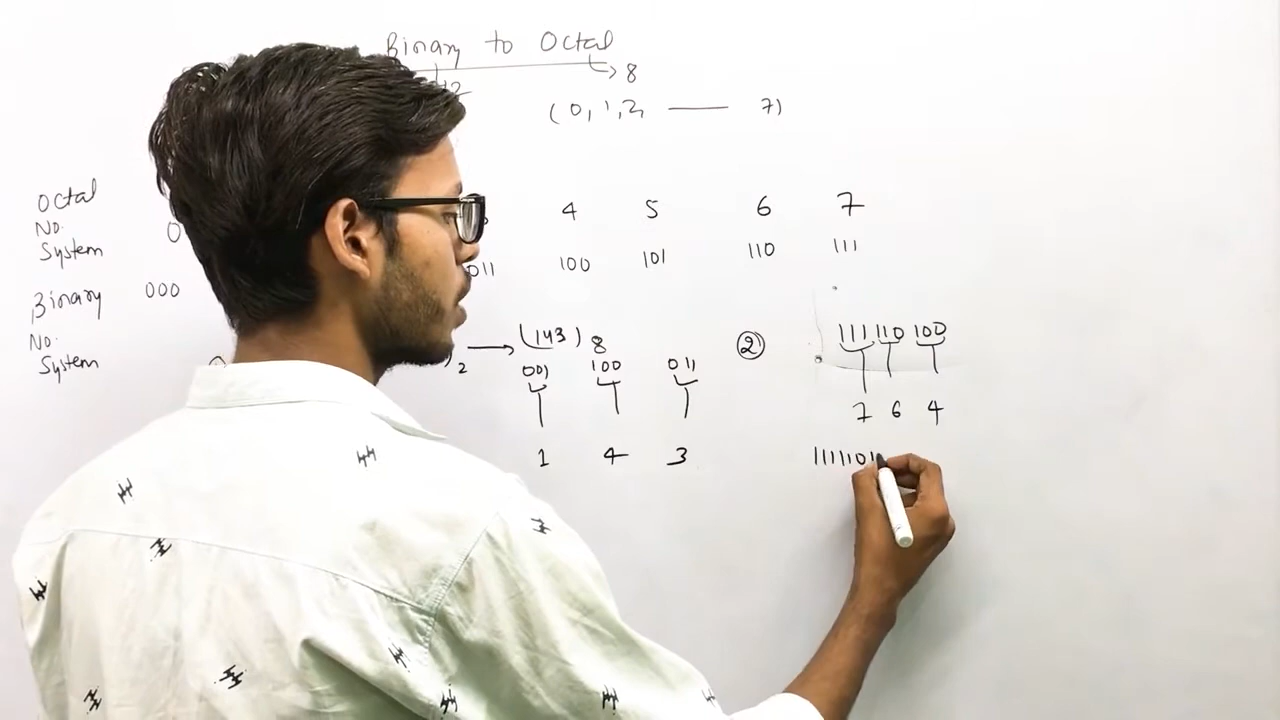 Binary to Octal
8
(0, 1, 2, —— 7)
Octal No. System 0 4 5 6 7
Binary No. System 000 011 100 101 110 111
)2 → (143)8
001 100 011
1 4 3
② 111 110 100
7 6 4
1111101